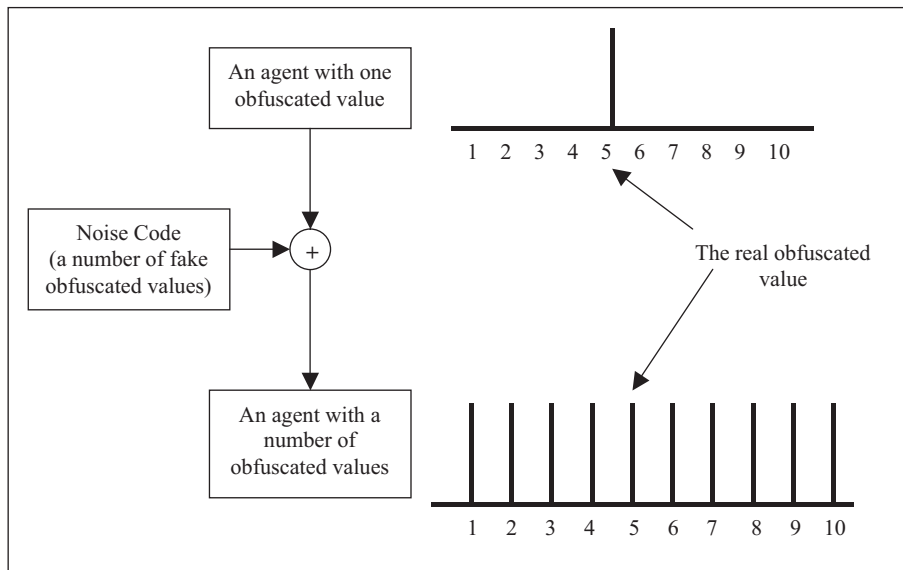 An agent with one
obfuscated value
1 2 3 4 5 6 7 8 9 10
Noise Code
(a number of fake
obfuscated values)
+
The real obfuscated
value
An agent with a
number of
obfuscated values
1 2 3 4 5 6 7 8 9 10